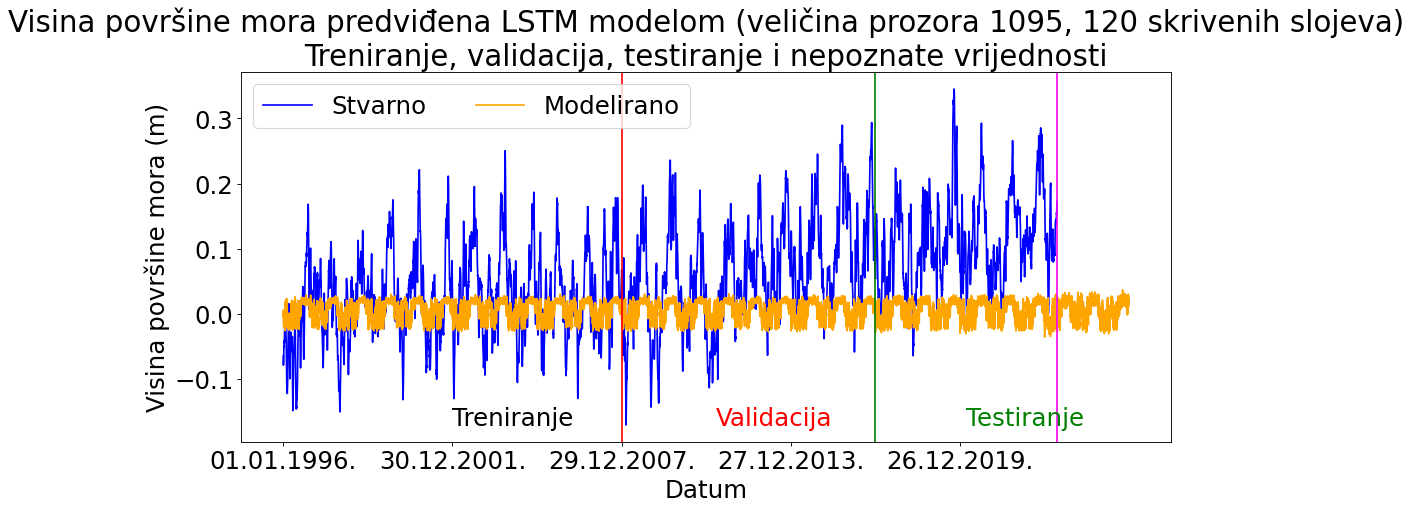 Visina površine mora predviđena LSTM modelom (veličina prozora 1095, 120 skrivenih slojeva)
Treniranje, validacija, testiranje i nepoznate vrijednosti
Stvarno
Modelirano
Visina površine mora (m)
0.3
0.2
0.1
0.0
−0.1
Treniranje
Validacija
Testiranje
01.01.1996.
30.12.2001.
29.12.2007.
27.12.2013.
26.12.2019.
Datum